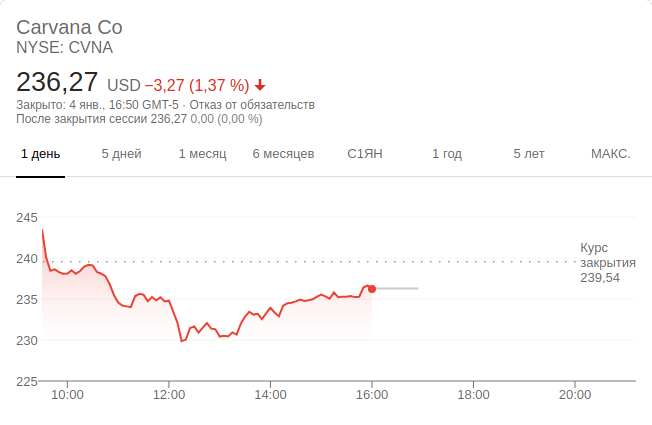 Carvana Co
NYSE: CVNA
236,27 USD −3,27 (1,37 %)
Закрыто: 4 янв., 16:50 GMT-5 · Отказ от обязательств
После закрытия сессии 236,27 0,00 (0,00 %)
1 день 5 дней 1 месяц 6 месяцев С1ЯН 1 год 5 лет МАКС.
245
240
235
230
225
Курс
закрытия
239,54
10:00 12:00 14:00 16:00 18:00 20:00